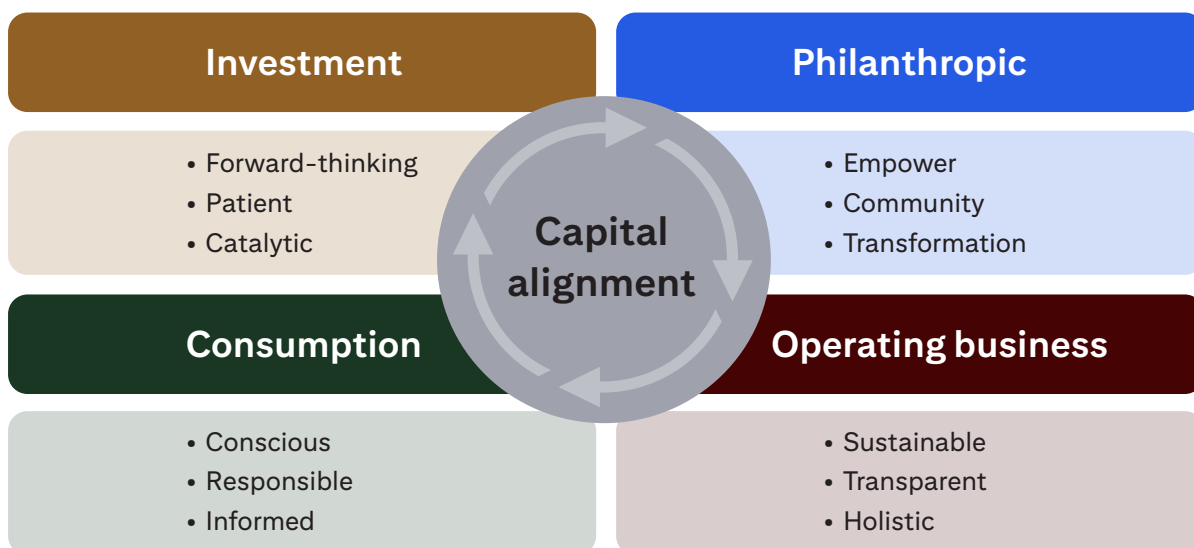 Investment
• Forward-thinking
• Patient
• Catalytic
Philanthropic
• Empower
• Community
• Transformation
Capital
alignment
Consumption
• Conscious
• Responsible
• Informed
Operating business
• Sustainable
• Transparent
• Holistic